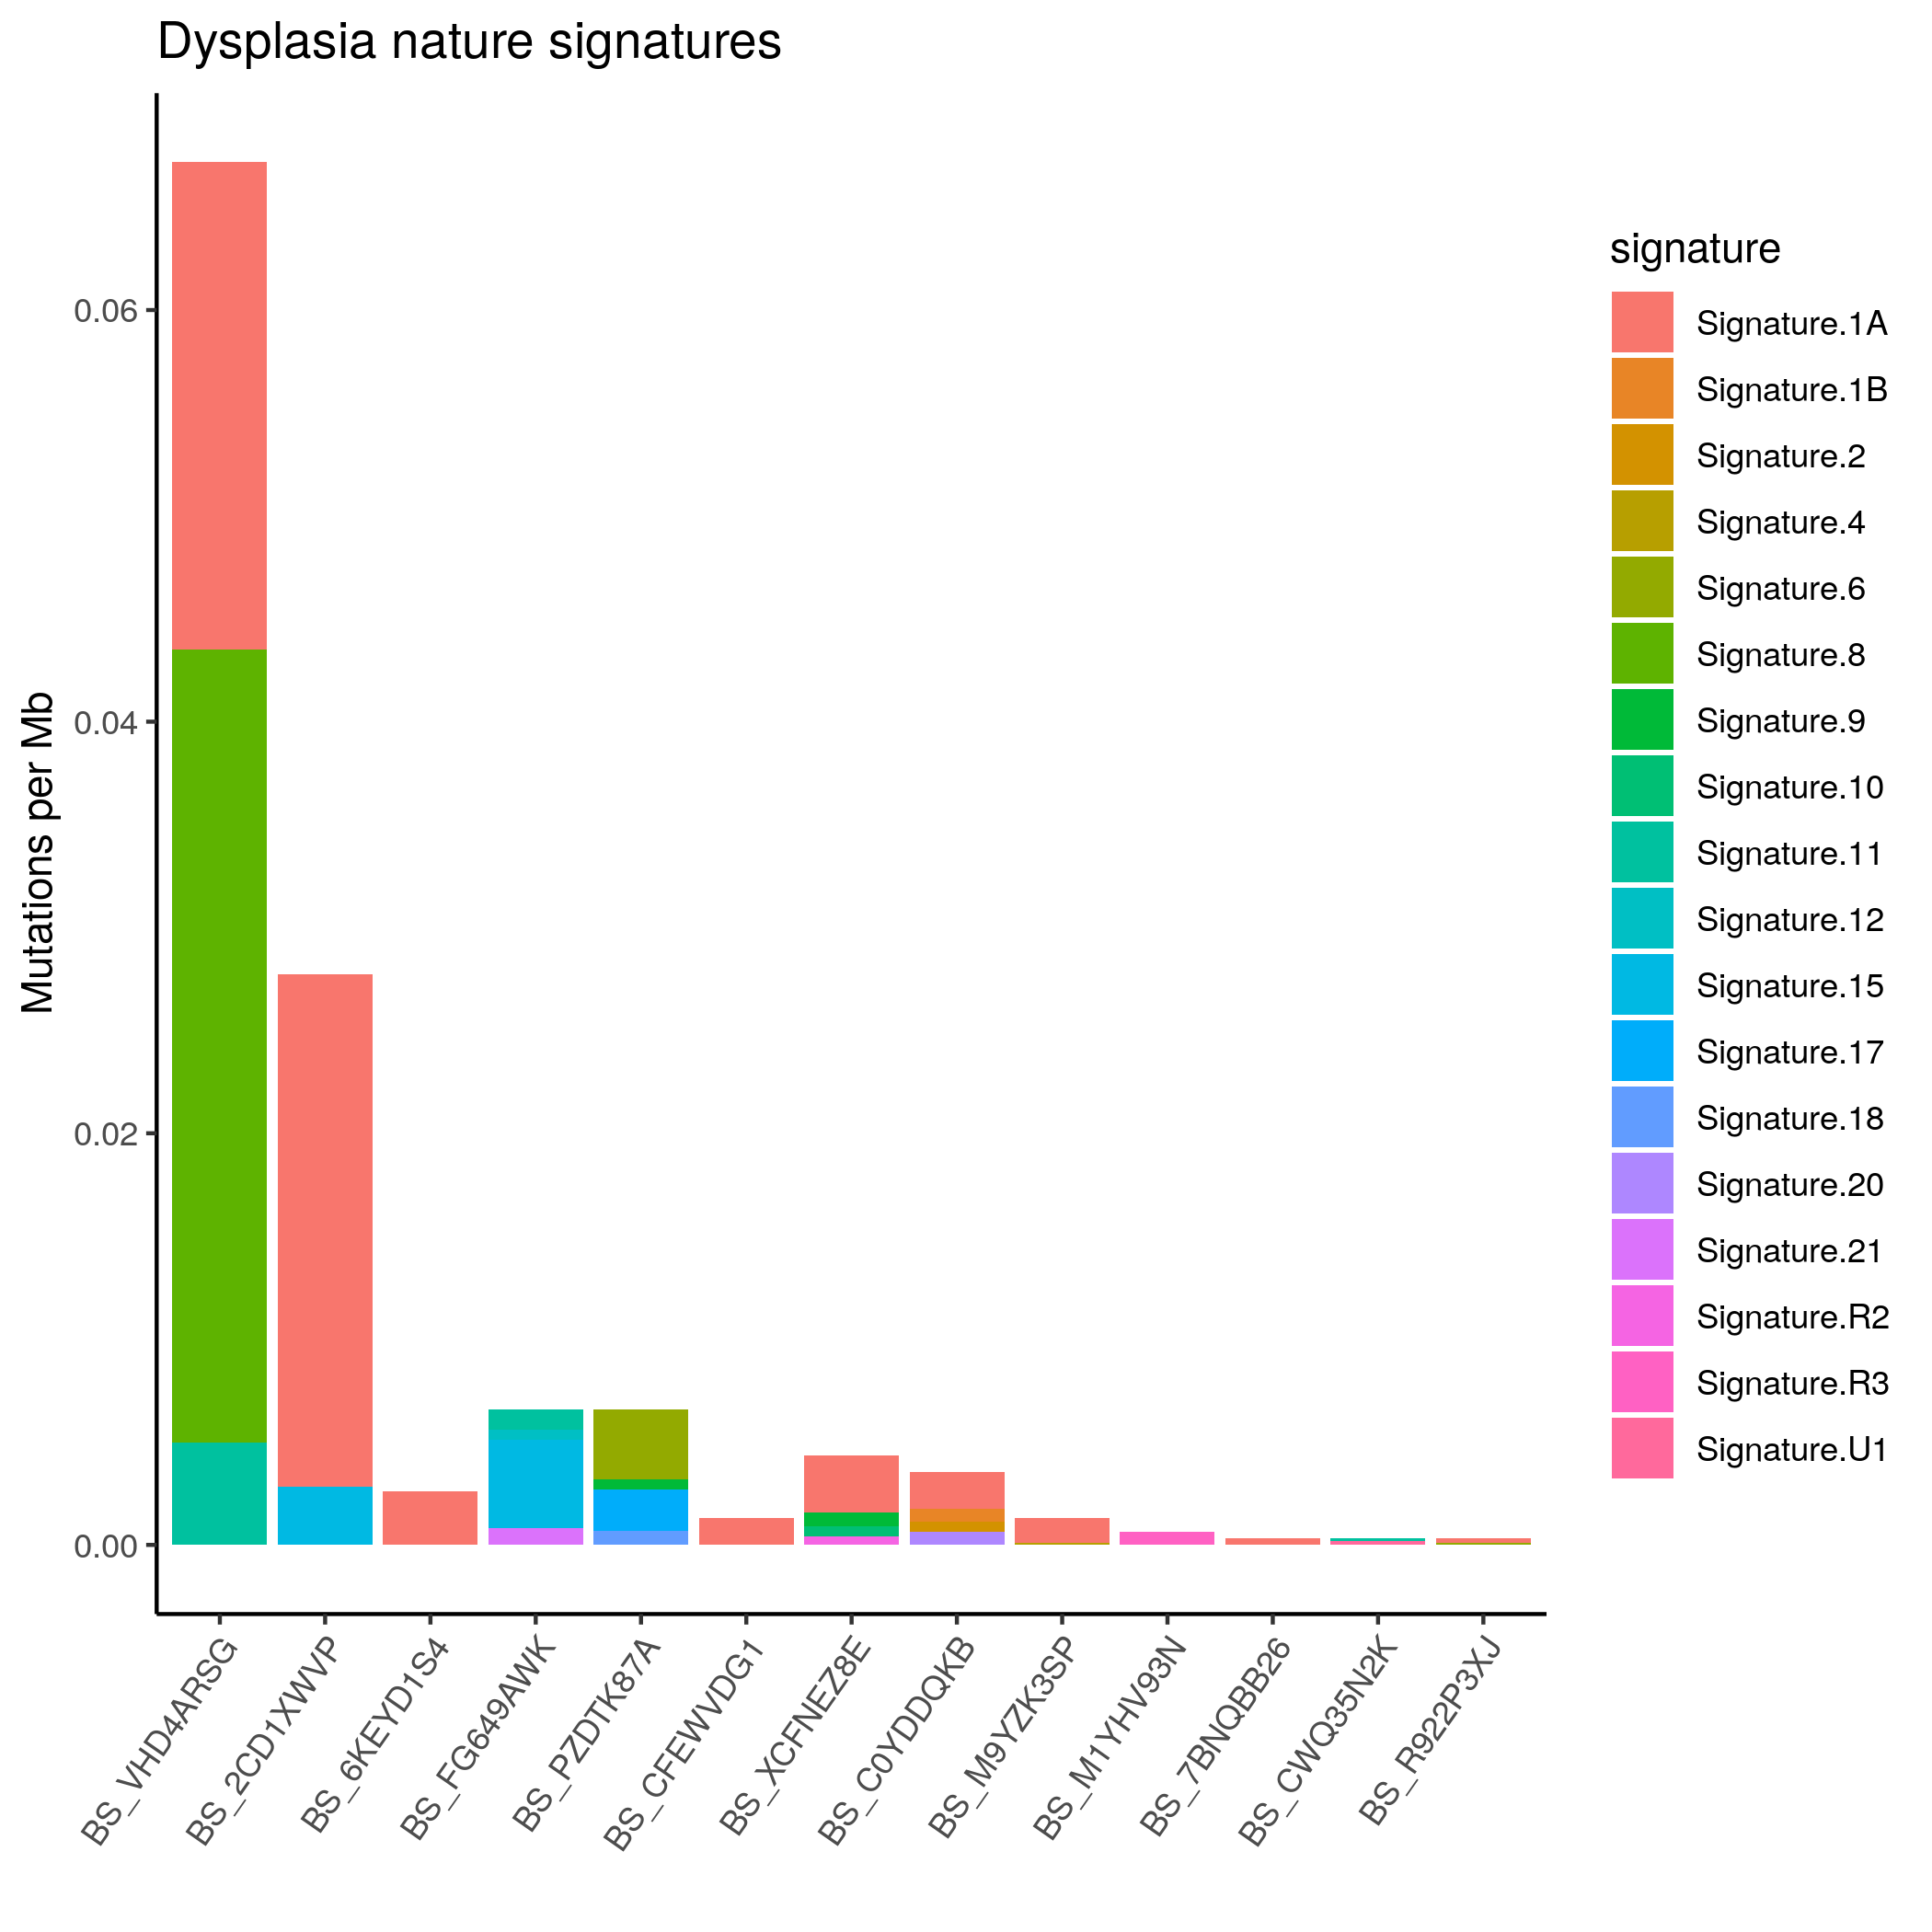 Dysplasia nature signatures
Mutations per Mb
0.06
0.04
0.02
0.00
BS_VHD4ARSG
BS_2CD1XWVP
BS_6KEYD1S4
BS_FG649AWK
BS_PZDTK87A
BS_CFEWVDG1
BS_XCFNEZ8E
BS_C0YDDQKB
BS_M9YZK3SP
BS_M1YHV93N
BS_7BNQBB26
BS_CWQ35N2K
BS_R922P3XJ
signature
Signature.1A
Signature.1B
Signature.2
Signature.4
Signature.6
Signature.8
Signature.9
Signature.10
Signature.11
Signature.12
Signature.15
Signature.17
Signature.18
Signature.20
Signature.21
Signature.R2
Signature.R3
Signature.U1